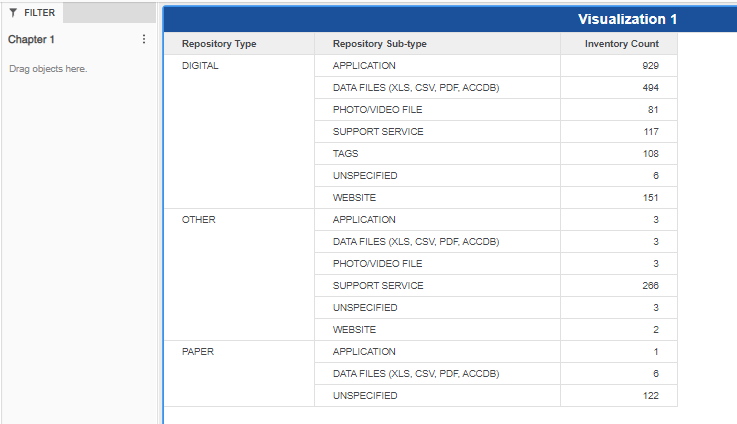 FILTER
Visualization 1
Chapter 1
Drag objects here.
Repository Type Repository Sub-type Inventory Count
DIGITAL APPLICATION 929
DATA FILES (XLS, CSV, PDF, ACCDB) 494
PHOTO/VIDEO FILE 81
SUPPORT SERVICE 117
TAGS 108
UNSPECIFIED 6
WEBSITE 151
OTHER APPLICATION 3
DATA FILES (XLS, CSV, PDF, ACCDB) 3
PHOTO/VIDEO FILE 3
SUPPORT SERVICE 266
UNSPECIFIED 3
WEBSITE 2
PAPER APPLICATION 1
DATA FILES (XLS, CSV, PDF, ACCDB) 6
UNSPECIFIED 122